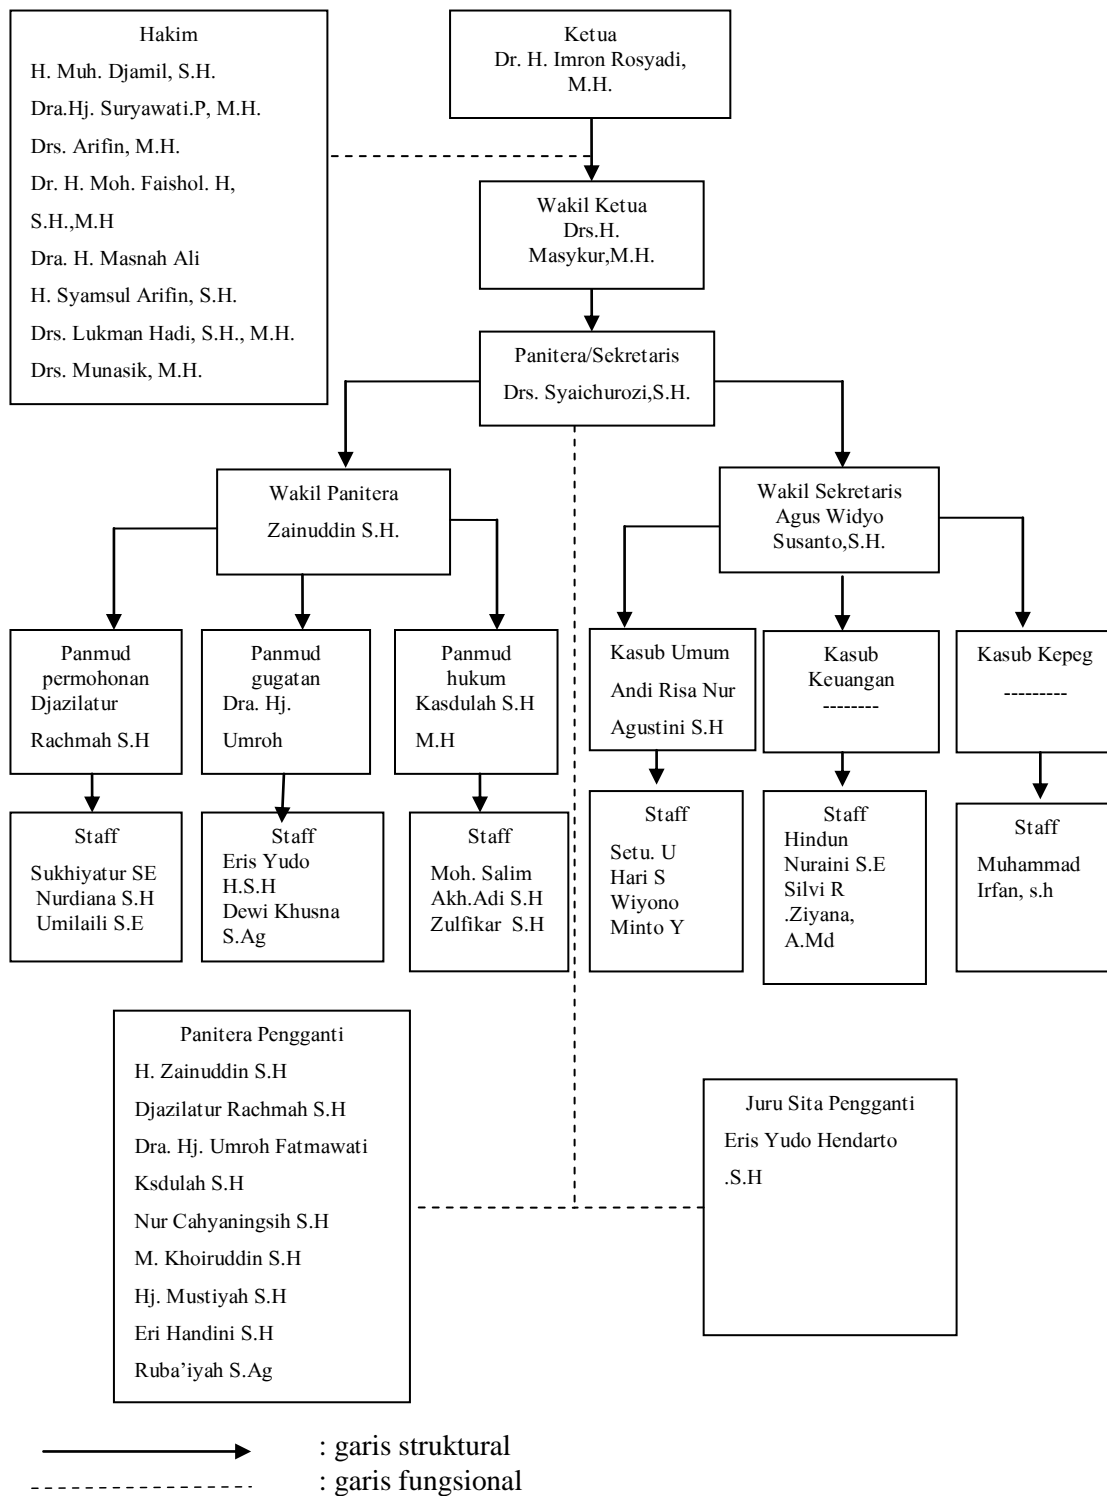 Hakim
H. Muh. Djamil, S.H.
Dra.Hj. Suryawati.P, M.H.
Drs. Arifin, M.H.
Dr. H. Moh. Faishol. H,
S.H.,M.H
Dra. H. Masnah Ali
H. Syamsul Arifin, S.H.
Drs. Lukman Hadi, S.H., M.H.
Drs. Munasik, M.H.
Ketua
Dr. H. Imron Rosyadi,
M.H.
Wakil Ketua
Drs.H.
Masykur,M.H.
Panitera/Sekretaris
Drs. Syaichurozi,S.H.
Wakil Panitera
Zainuddin S.H.
Wakil Sekretaris
Agus Widyo
Susanto,S.H.
Panmud
permohonan
Djazilatur
Rachmah S.H
Panmud
gugatan
Dra. Hj.
Umroh
Panmud
hukum
Kasdulah S.H
M.H
Kasub Umum
Andi Risa Nur
Agustini S.H
Kasub
Keuangan
--------
Kasub Kepeg
---------
Staff
Sukhiyatur SE
Nurdiana S.H
Umilaili S.E
Staff
Eris Yudo
H.S.H
Dewi Khusna
S.Ag
Staff
Moh. Salim
Akh.Adi S.H
Zulfikar S.H
Staff
Setu. U
Hari S
Wiyono
Minto Y
Staff
Hindun
Nuraini S.E
Silvi R
.Ziyana,
A.Md
Staff
Muhammad
Irfan, s.h
Panitera Pengganti
H. Zainuddin S.H
Djazilatur Rachmah S.H
Dra. Hj. Umroh Fatmawati
Ksdulah S.H
Nur Cahyaningsih S.H
M. Khoiruddin S.H
Hj. Mustiyah S.H
Eri Handini S.H
Ruba’iyah S.Ag
Juru Sita Pengganti
Eris Yudo Hendarto
.S.H
: garis struktural
: garis fungsional